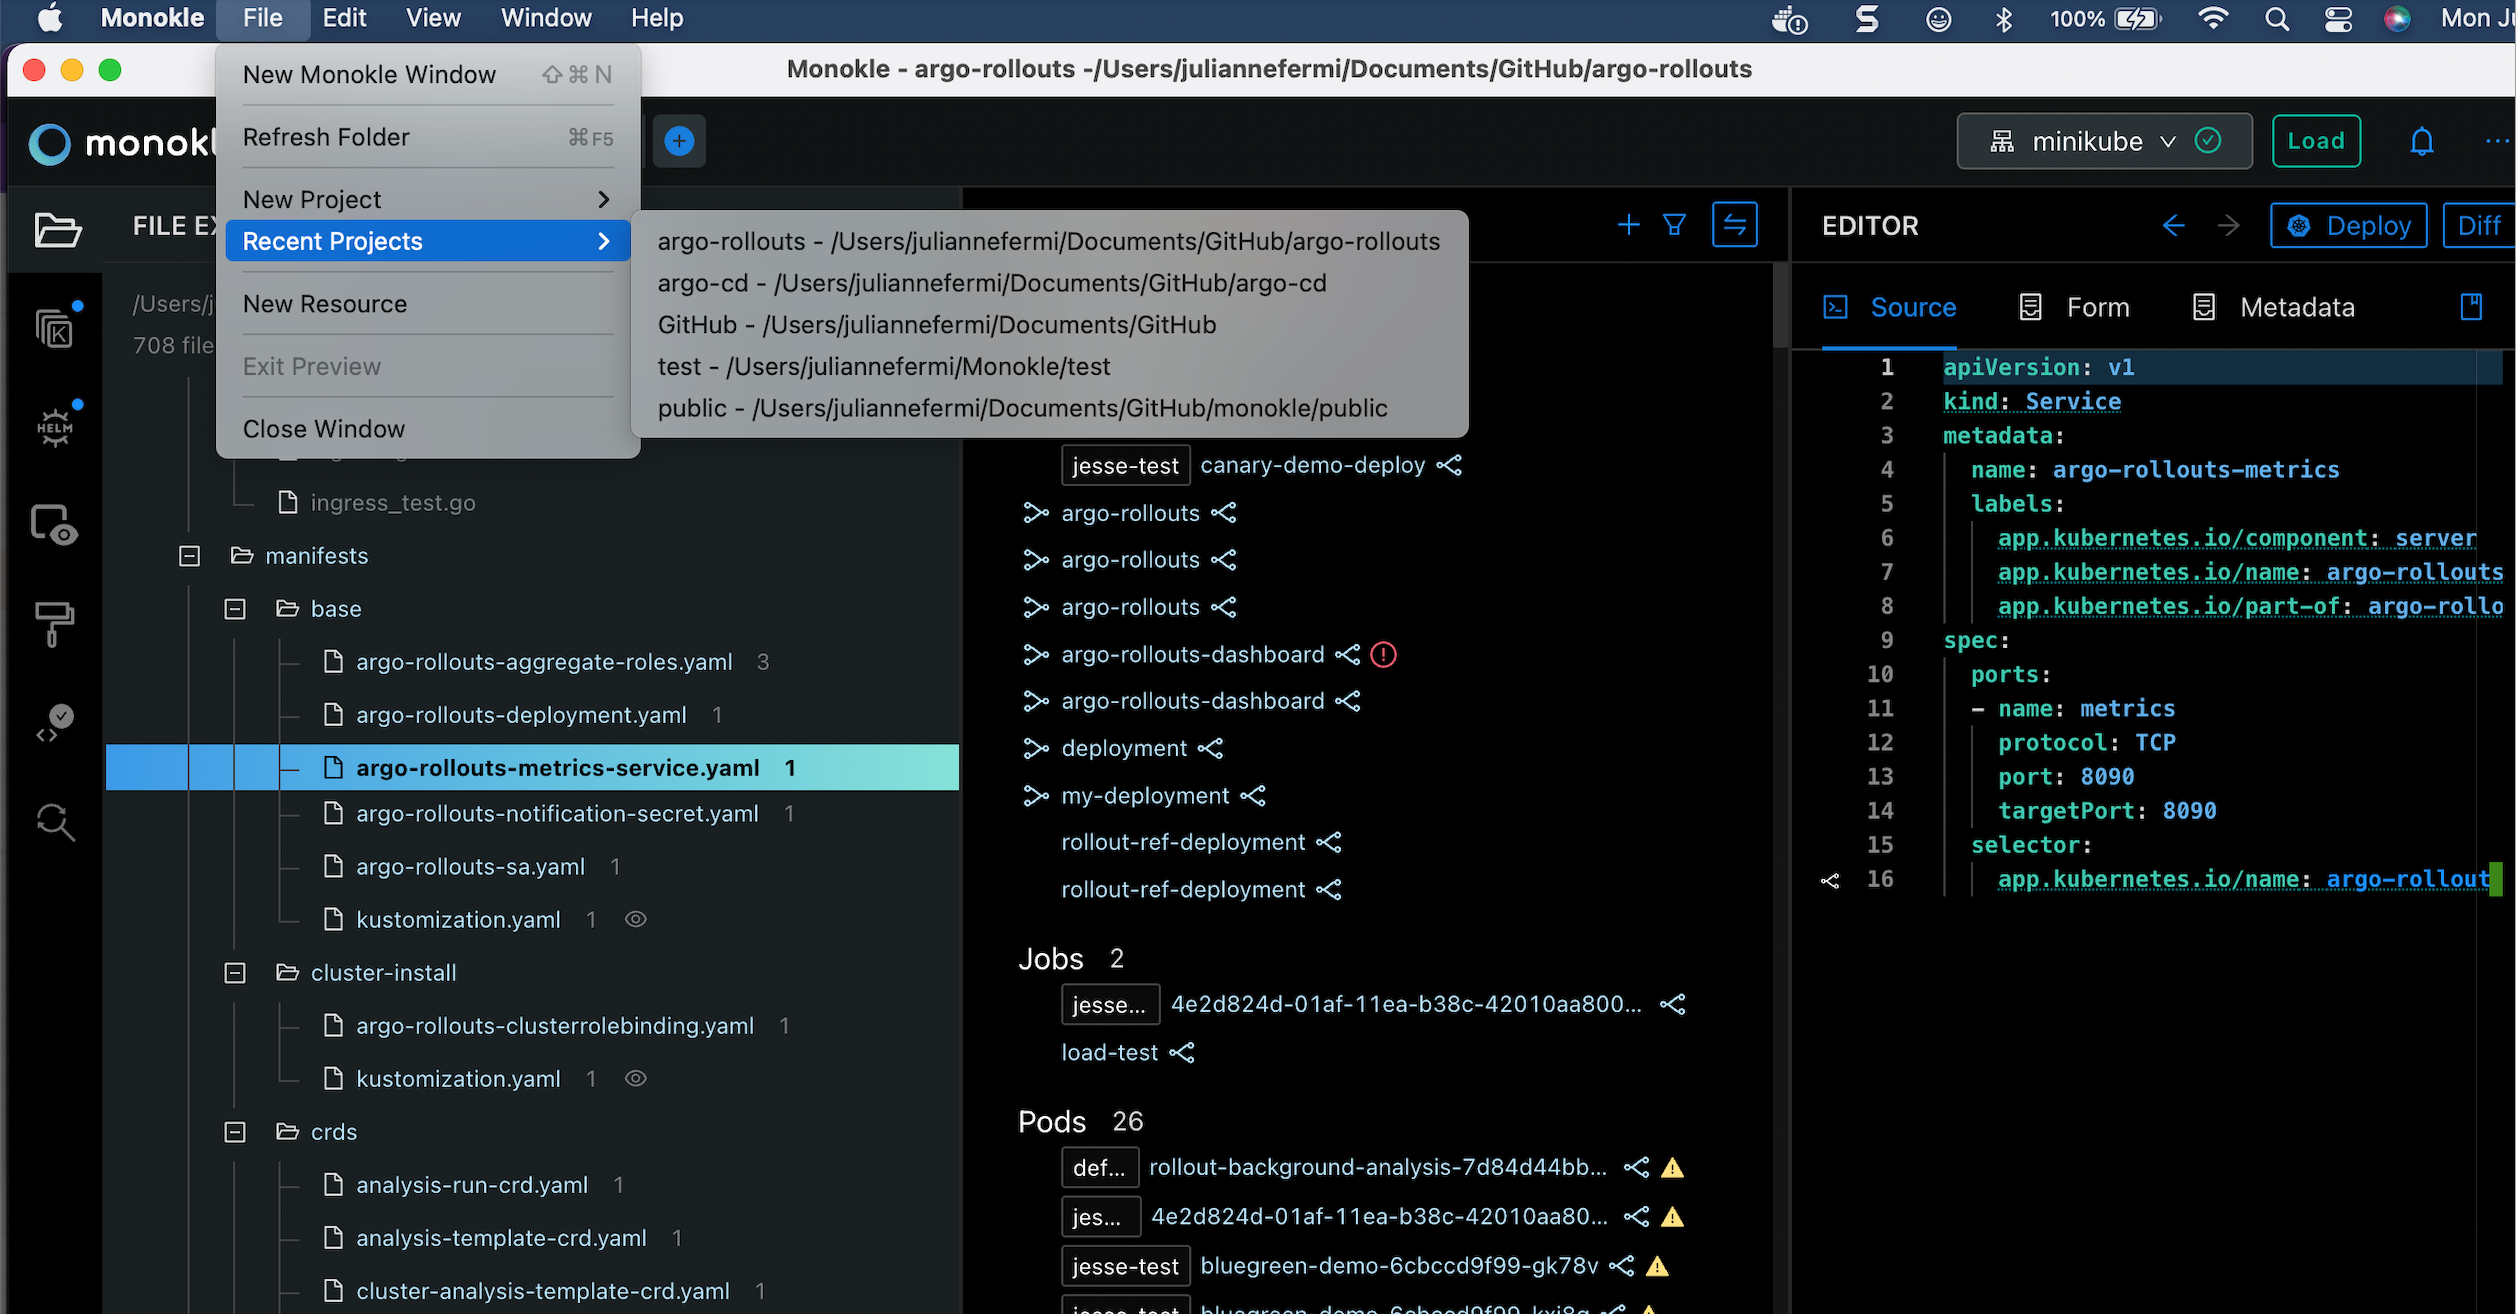 Monokle File Edit View Window Help 100% Mon
Monokle - argo-rollouts -/Users/juliannefermi/Documents/GitHub/argo-rollouts
New Monokle Window ⇧⌘N
Refresh Folder ⌘F5
New Project
Recent Projects
New Resource
Exit Preview
Close Window
argo-rollouts - /Users/juliannefermi/Documents/GitHub/argo-rollouts
argo-cd - /Users/juliannefermi/Documents/GitHub/argo-cd
GitHub - /Users/juliannefermi/Documents/GitHub
test - /Users/juliannefermi/Monokle/test
public - /Users/juliannefermi/Documents/GitHub/monokle/public
monokl
minikube
Load
FILE EX
/Users/j
708 file
K
HELM
ingress_test.go
manifests
base
argo-rollouts-aggregate-roles.yaml 3
argo-rollouts-deployment.yaml 1
argo-rollouts-metrics-service.yaml 1
argo-rollouts-notification-secret.yaml 1
argo-rollouts-sa.yaml 1
kustomization.yaml 1
cluster-install
argo-rollouts-clusterrolebinding.yaml 1
kustomization.yaml 1
crds
analysis-run-crd.yaml 1
analysis-template-crd.yaml 1
cluster-analysis-template-crd.yaml 1
jesse-test canary-demo-deploy
argo-rollouts
argo-rollouts
argo-rollouts
argo-rollouts-dashboard
argo-rollouts-dashboard
deployment
my-deployment
rollout-ref-deployment
rollout-ref-deployment
Jobs 2
jesse... 4e2d824d-01af-11ea-b38c-42010aa800...
load-test
Pods 26
def... rollout-background-analysis-7d84d44bb...
jes... 4e2d824d-01af-11ea-b38c-42010aa80...
jesse-test bluegreen-demo-6cbccd9f99-gk78v
EDITOR
Deploy
Diff
Source Form Metadata
1 apiVersion: v1
2 kind: Service
3 metadata:
4 name: argo-rollouts-metrics
5 labels:
6 app.kubernetes.io/component: server
7 app.kubernetes.io/name: argo-rollouts
8 app.kubernetes.io/part-of: argo-rollo
9 spec:
10 ports:
11 - name: metrics
12 protocol: TCP
13 port: 8090
14 targetPort: 8090
15 selector:
16 app.kubernetes.io/name: argo-rollout